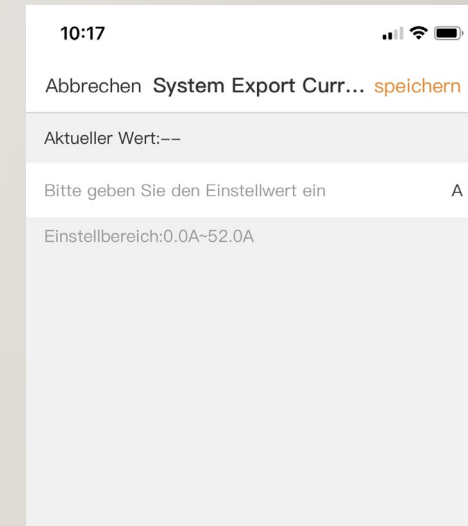 10:17
Abbrechen System Export Curr... speichern
Aktueller Wert:--
Bitte geben Sie den Einstellwert ein A
Einstellbereich:0.0A~52.0A